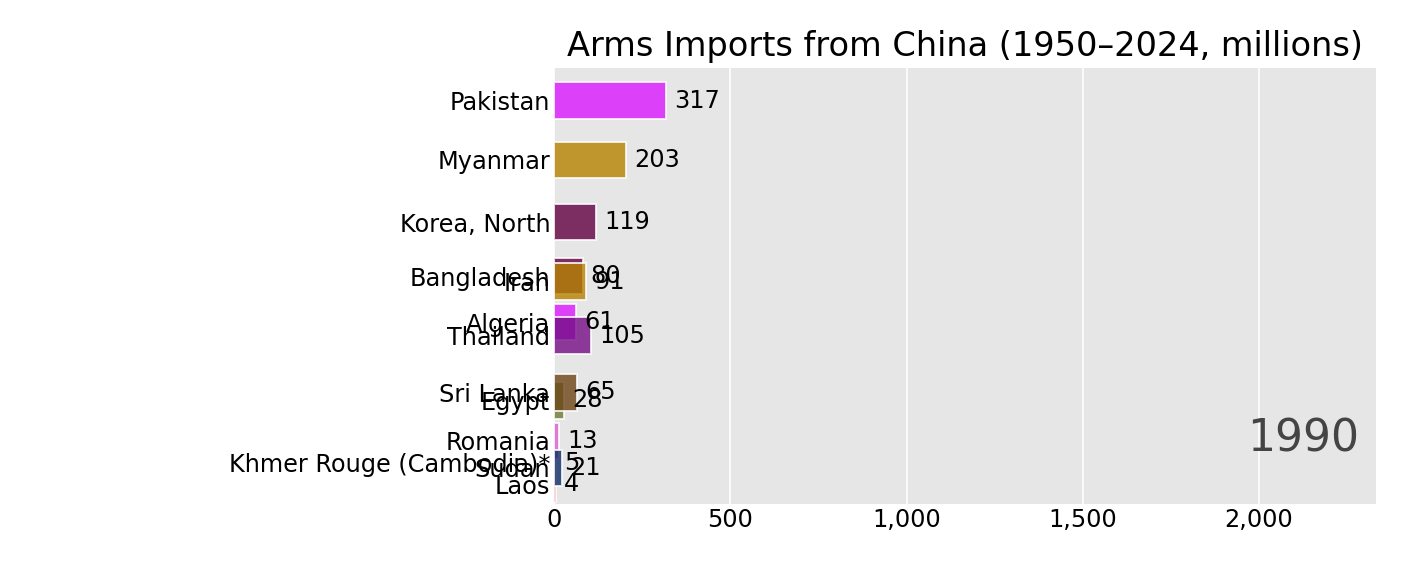 Arms Imports from China (1950–2024, millions)
Pakistan 317
Myanmar 203
Korea, North 119
Bangladesh 80
Iran 91
Algeria 61
Thailand 105
Sri Lanka 65
Egypt 28
Romania 13
Khmer Rouge (Cambodia)* 5
Sudan 21
Laos 4
1990
0 500 1,000 1,500 2,000